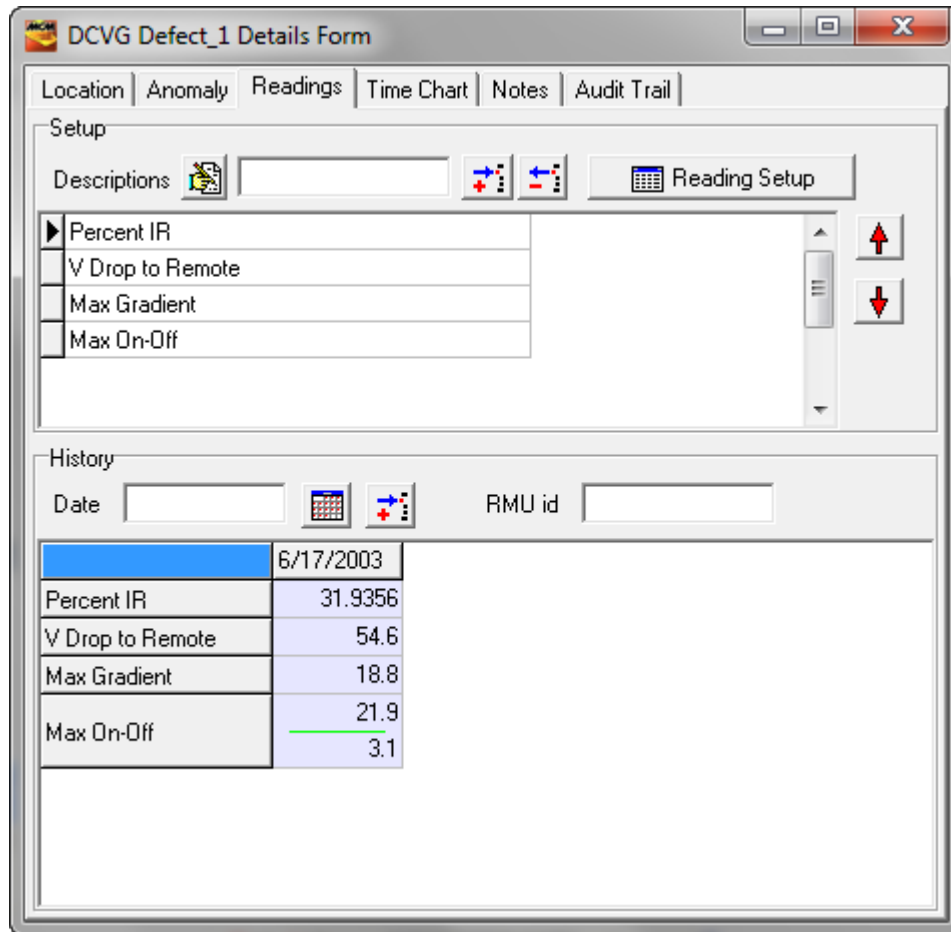 MCM
DCVG Defect_1 Details Form
Location Anomaly Readings Time Chart Notes Audit Trail
Setup
Descriptions Reading Setup
Percent IR
V Drop to Remote
Max Gradient
Max On-Off
History
Date RMU id
6/17/2003
Percent IR 31.9356
V Drop to Remote 54.6
Max Gradient 18.8
Max On-Off 21.9
3.1